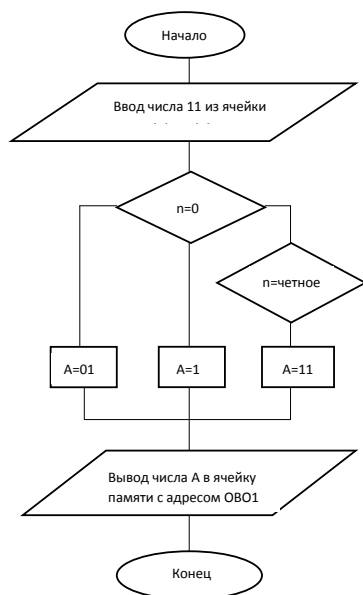 Начало
Ввод числа 11 из ячейки
n=0
n=четное
A=01
A=1
A=11
Вывод числа А в ячейку
памяти с адресом ОВО1
Конец